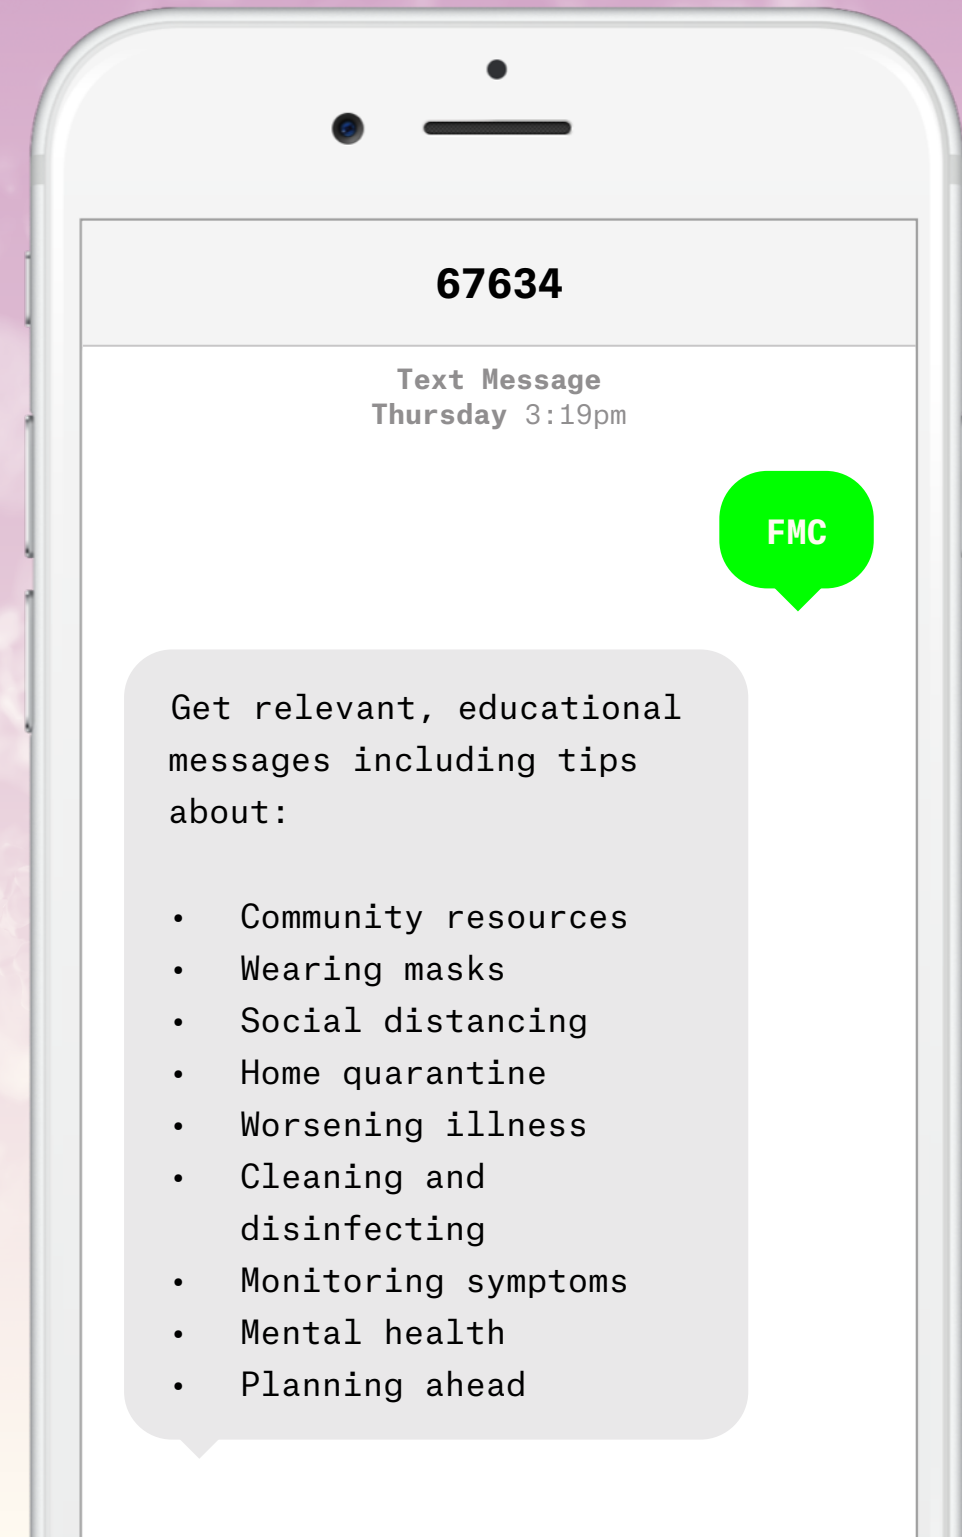 67634
Text Message
Thursday 3:19pm
FMC
Get relevant, educational
messages including tips
about:
• Community resources
• Wearing masks
• Social distancing
• Home quarantine
• Worsening illness
• Cleaning and
disinfecting
• Monitoring symptoms
• Mental health
• Planning ahead